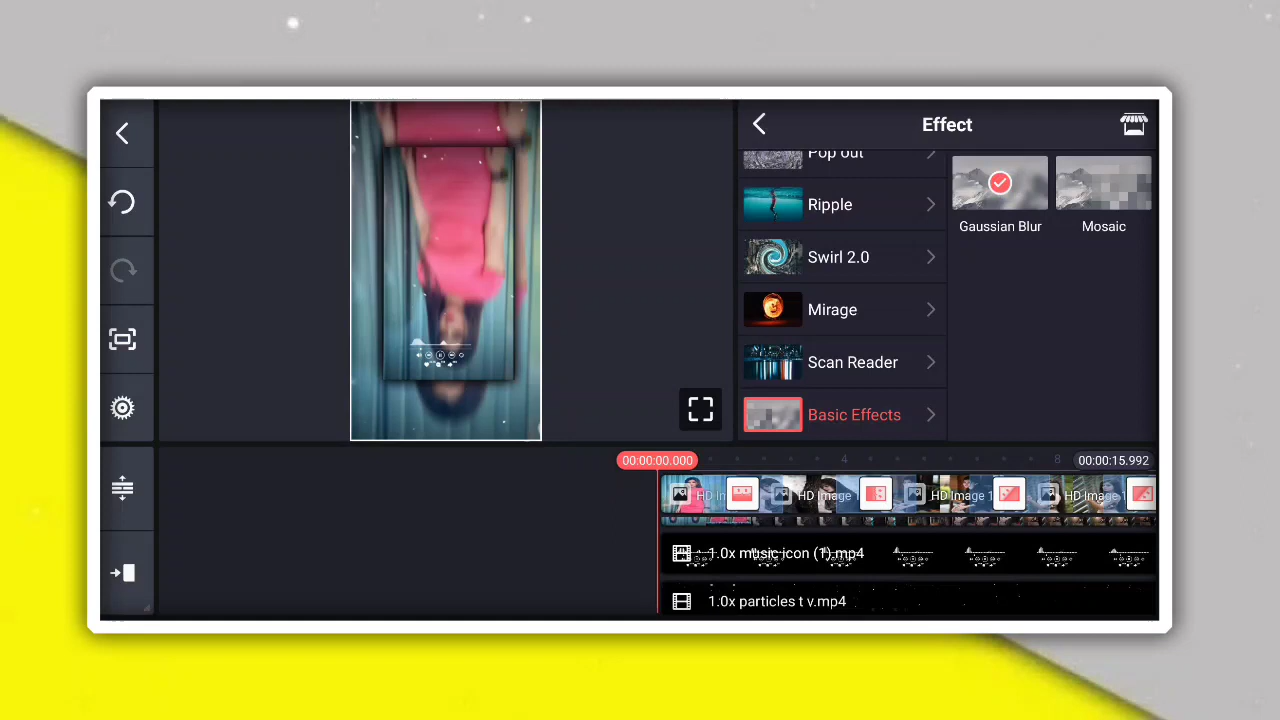 Effect
Pop out
Ripple
Swirl 2.0
Mirage
Scan Reader
Basic Effects
Gaussian Blur
Mosaic
00:00:00.000
4
8
00:00:15.992
HD Im
HD Image
HD Image 1
HD Image 1
1.0x music icon (1).mp4
1.0x particles t v.mp4